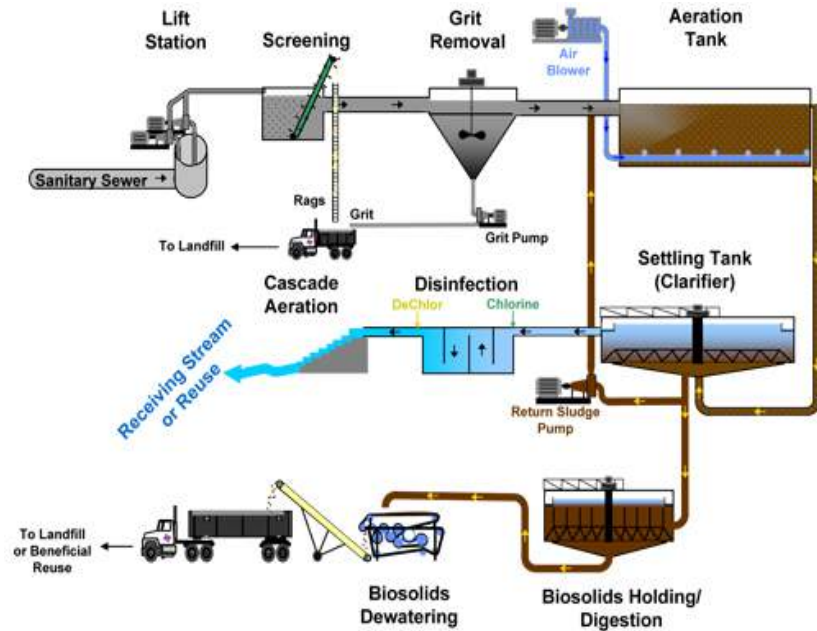 Lift
Station
Screening
Grit
Removal
Air
Blower
Aeration
Tank
Sanitary Sewer
Rags
Grit
Grit Pump
To Landfill
Cascade
Aeration
Disinfection
DeChlor
Chlorine
Settling Tank
(Clarifier)
Receiving Stream
or Reuse
Return Sludge
Pump
To Landfill
or Beneficial
Reuse
Biosolids
Dewatering
Biosolids Holding/
Digestion